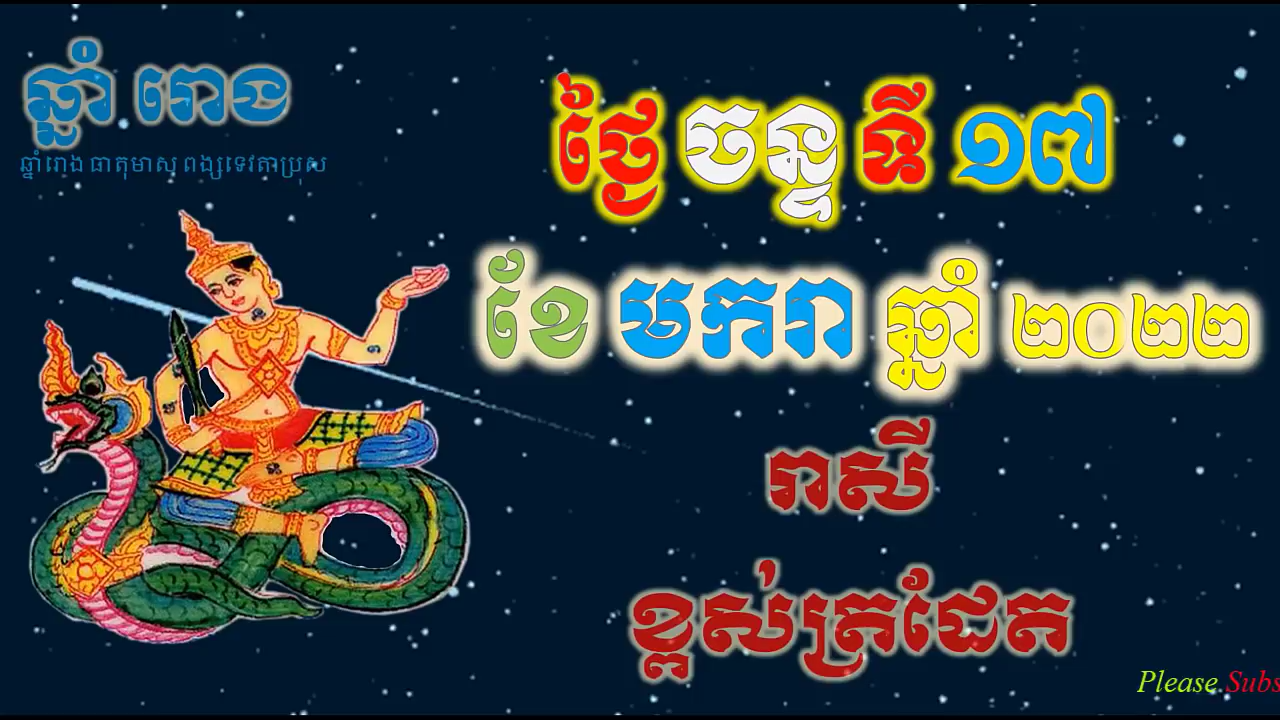 ឆ្នាំ រោង
ឆ្នាំរោង ធាតុមាស ពង្សទេវតាប្រុស
ថ្ងៃ ចន្ទ ទី ១៧
ខែ មករា ឆ្នាំ ២០២២
រាសី
ខ្ពស់ត្រដែត
Please Subs